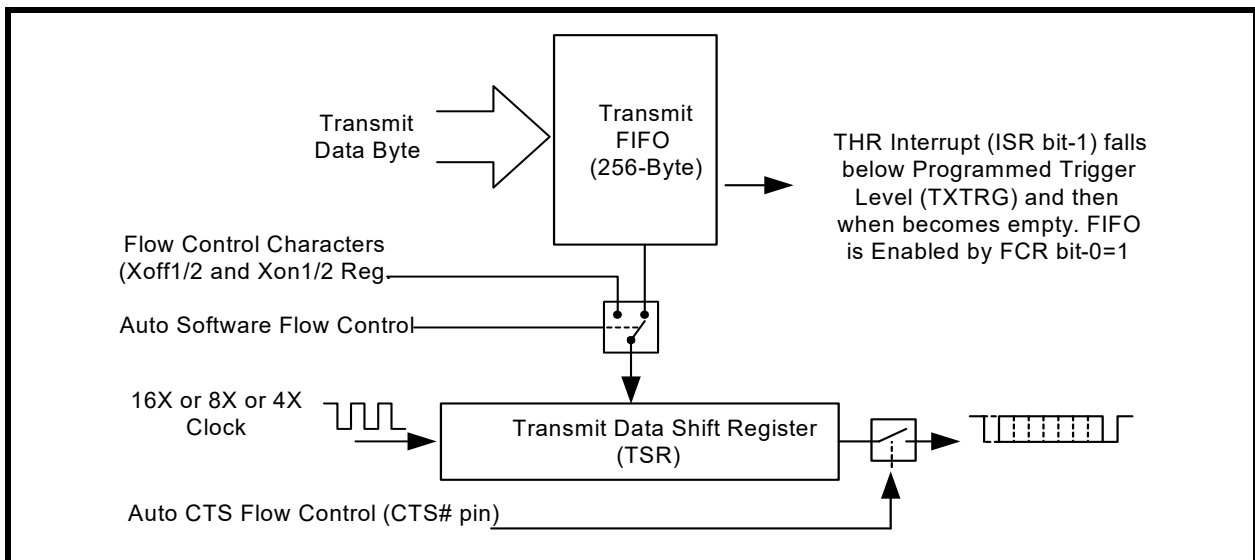 Transmit
Data Byte
Transmit
FIFO
(256-Byte)
THR Interrupt (ISR bit-1) falls
below Programmed Trigger
Level (TXTRG) and then
when becomes empty. FIFO
is Enabled by FCR bit-0=1
Flow Control Characters
(Xoff1/2 and Xon1/2 Reg.
Auto Software Flow Control
16X or 8X or 4X
Clock
Transmit Data Shift Register
(TSR)
Auto CTS Flow Control (CTS# pin)